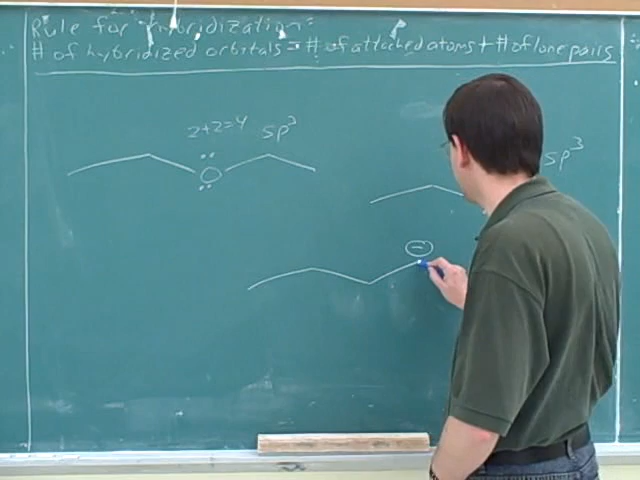 Rule for hybridization:
# of hybridized orbitals = # of attached atoms + # of lone pairs
2+2=4 sp³
O
sp³
−